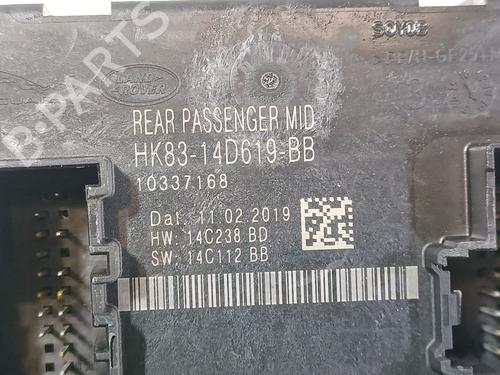 LAND-
ROVER
REAR PASSENGER MID
HK83-14D619-BB
10337168
Dat: 11.02.2019
HW: 14C238 BD
SW: 14C112 BB
B-PARTS